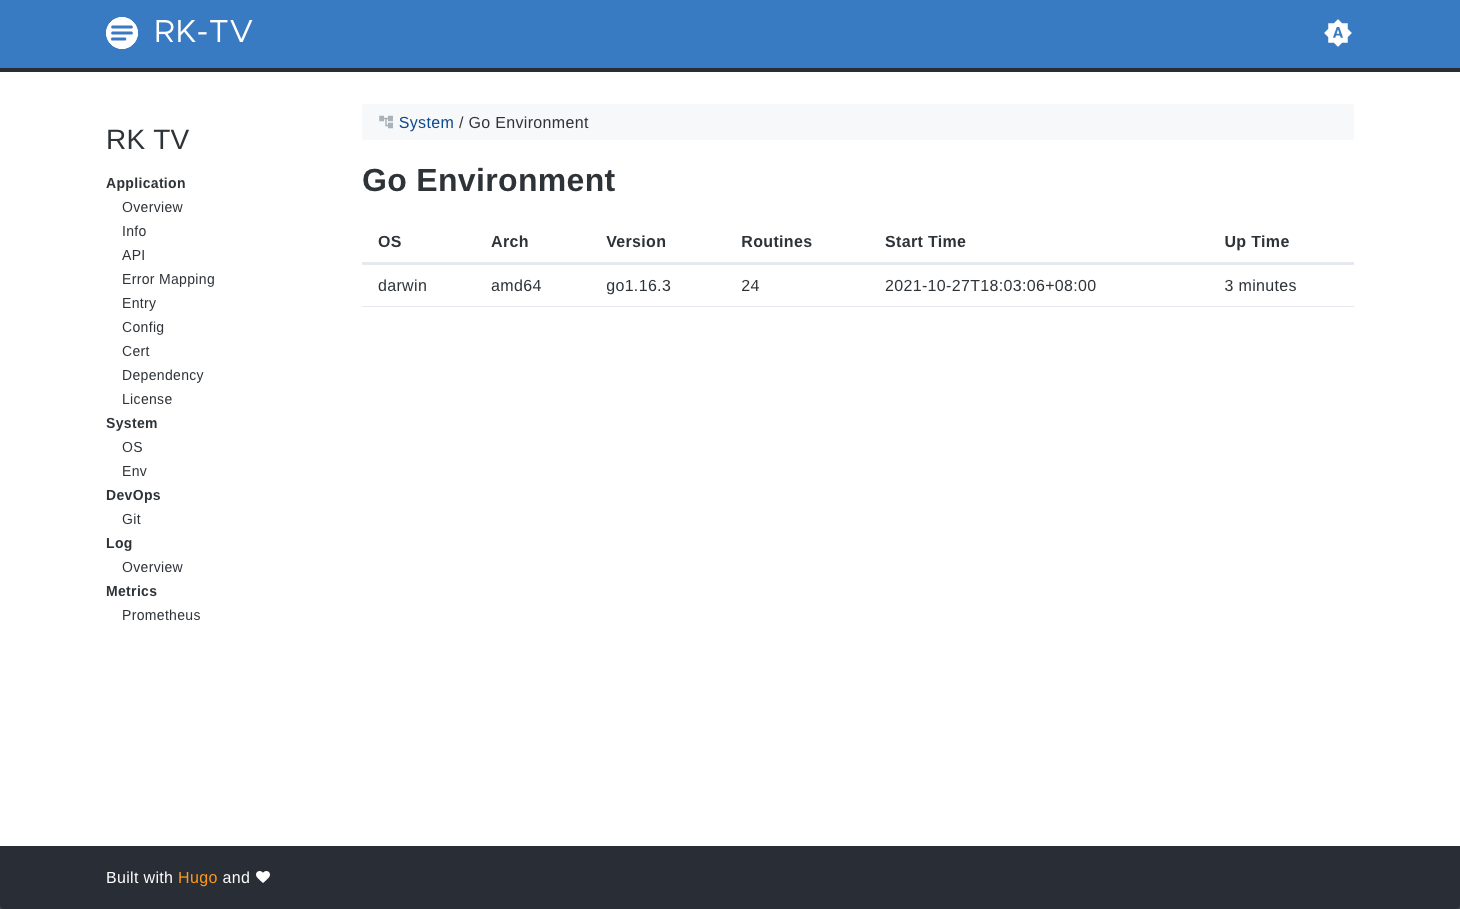 RK-TV
A
RK TV
Application
Overview
Info
API
Error Mapping
Entry
Config
Cert
Dependency
License
System
OS
Env
DevOps
Git
Log
Overview
Metrics
Prometheus
System / Go Environment
Go Environment
OS Arch Version Routines Start Time Up Time
darwin amd64 go1.16.3 24 2021-10-27T18:03:06+08:00 3 minutes
Built with Hugo and